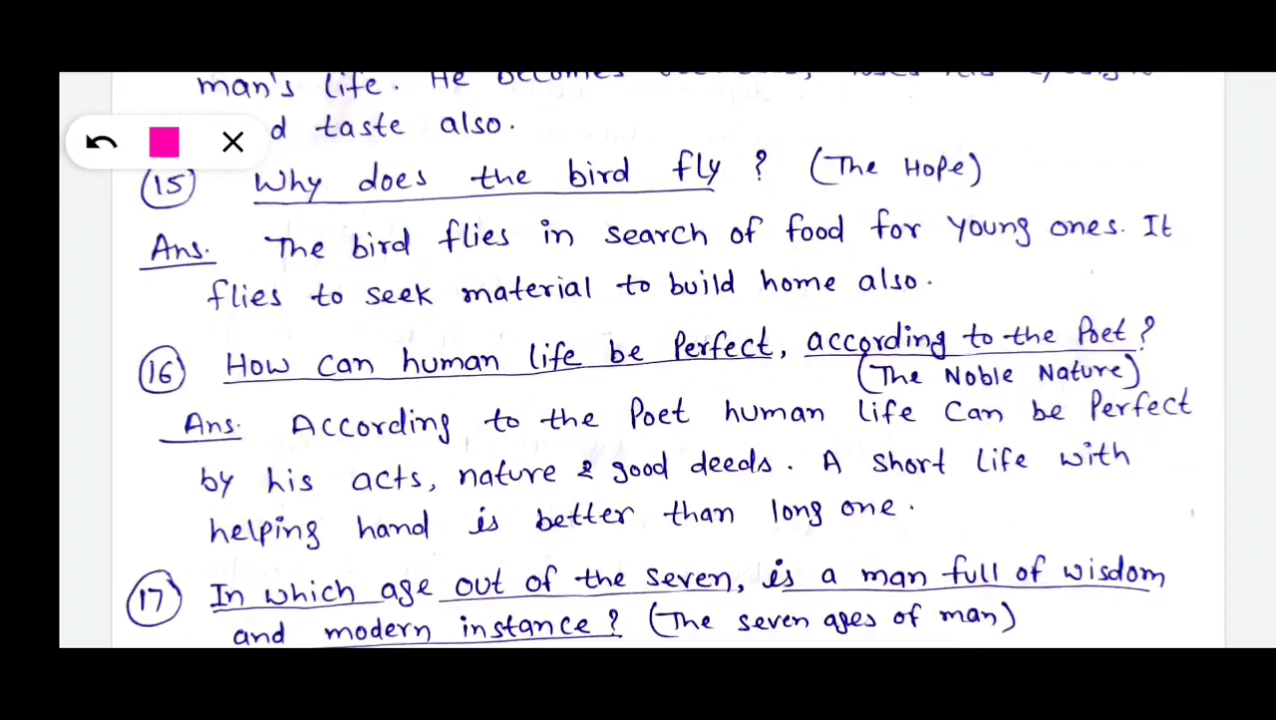 man's life. He becomes
d taste also.
(15) Why does the bird fly ? (The Hope)
Ans. The bird flies in search of food for young ones. It
flies to seek material to build home also.
(16) How can human life be Perfect, according to the Poet ?
(The Noble Nature)
Ans. According to the Poet human life can be Perfect
by his acts, nature & good deeds. A short life with
helping hand is better than long one.
(17) In which age out of the seven, is a man full of wisdom
and modern instance ? (The seven ages of man)